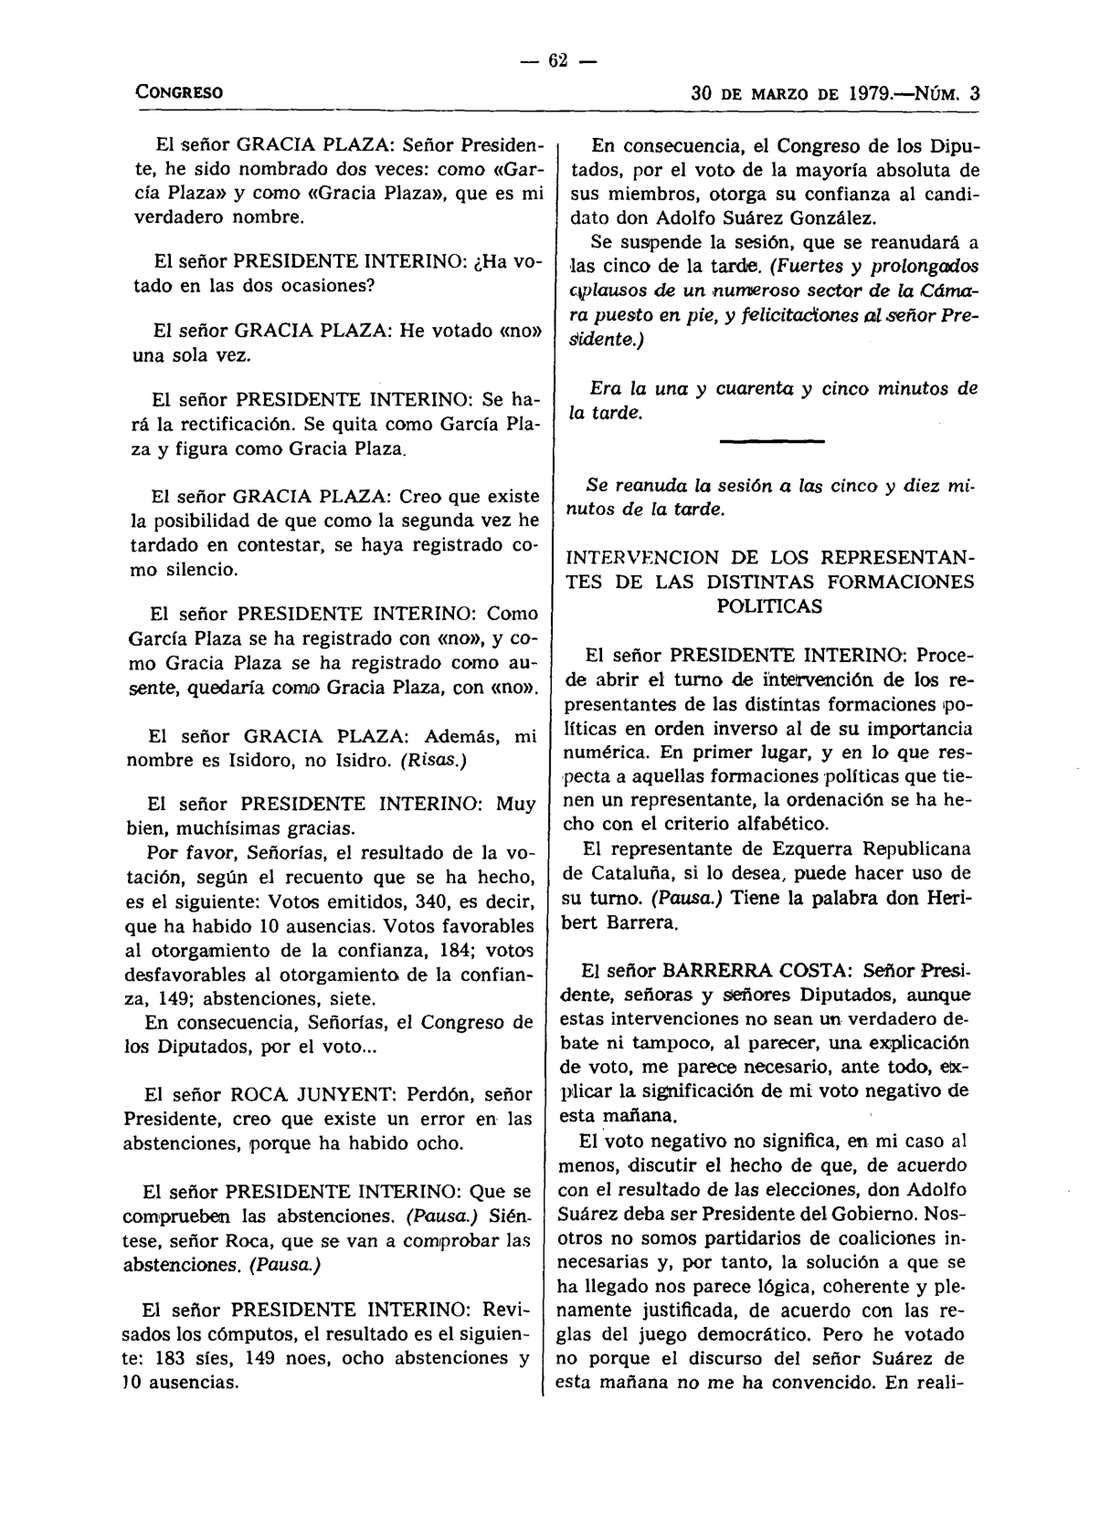 — 62 —
CONGRESO
30 DE MARZO DE 1979.—NÚM. 3
El señor GRACIA PLAZA: Señor Presiden-
te, he sido nombrado dos veces: como «Gar-
cía Plaza» y como «Gracia Plaza», que es mi
verdadero nombre.
El señor PRESIDENTE INTERINO: ¿Ha vo-
tado en las dos ocasiones?
El señor GRACIA PLAZA: He votado «no»
una sola vez.
El señor PRESIDENTE INTERINO: Se ha-
rá la rectificación. Se quita como García Pla-
za y figura como Gracia Plaza.
El señor GRACIA PLAZA: Creo que existe
la posibilidad de que como la segunda vez he
tardado en contestar, se haya registrado co-
mo silencio.
El señor PRESIDENTE INTERINO: Como
García Plaza se ha registrado con «no», y co-
mo Gracia Plaza se ha registrado como au-
sente, quedaría como Gracia Plaza, con «no».
El señor GRACIA PLAZA: Además, mi
nombre es Isidoro, no Isidro. (Risas.)
El señor PRESIDENTE INTERINO: Muy
bien, muchísimas gracias.
Por favor, Señorías, el resultado de la vo-
tación, según el recuento que se ha hecho,
es el siguiente: Votos emitidos, 340, es decir,
que ha habido 10 ausencias. Votos favorables
al otorgamiento de la confianza, 184; votos
desfavorables al otorgamiento de la confian-
za, 149; abstenciones, siete.
En consecuencia, Señorías, el Congreso de
los Diputados, por el voto...
El señor ROCA JUNYENT: Perdón, señor
Presidente, creo que existe un error en las
abstenciones, porque ha habido ocho.
El señor PRESIDENTE INTERINO: Que se
comprueben las abstenciones. (Pausa.) Sién-
tese, señor Roca, que se van a comprobar las
abstenciones. (Pausa.)
El señor PRESIDENTE INTERINO: Revi-
sados los cómputos, el resultado es el siguien-
te: 183 síes, 149 noes, ocho abstenciones y
10 ausencias.
En consecuencia, el Congreso de los Dipu-
tados, por el voto de la mayoría absoluta de
sus miembros, otorga su confianza al candi-
dato don Adolfo Suárez González.
Se suspende la sesión, que se reanudará a
las cinco de la tarde. (Fuertes y prolongados
aplausos de un numeroso sector de la Cáma-
ra puesto en pie, y felicitaciones al señor Pre-
sidente.)
Era la una y cuarenta y cinco minutos de
la tarde.
Se reanuda la sesión a las cinco y diez mi-
nutos de la tarde.
INTERVENCION DE LOS REPRESENTAN-
TES DE LAS DISTINTAS FORMACIONES
POLITICAS
El señor PRESIDENTE INTERINO: Proce-
de abrir el turno de intervención de los re-
presentantes de las distintas formaciones po-
líticas en orden inverso al de su importancia
numérica. En primer lugar, y en lo que res-
pecta a aquellas formaciones políticas que tie-
nen un representante, la ordenación se ha he-
cho con el criterio alfabético.
El representante de Ezquerra Republicana
de Cataluña, si lo desea, puede hacer uso de
su turno. (Pausa.) Tiene la palabra don Heri-
bert Barrera.
El señor BARRERRA COSTA: Señor Presi-
dente, señoras y señores Diputados, aunque
estas intervenciones no sean un verdadero de-
bate ni tampoco, al parecer, una explicación
de voto, me parece necesario, ante todo, ex-
plicar la significación de mi voto negativo de
esta mañana.
El voto negativo no significa, en mi caso al
menos, discutir el hecho de que, de acuerdo
con el resultado de las elecciones, don Adolfo
Suárez deba ser Presidente del Gobierno. Nos-
otros no somos partidarios de coaliciones in-
necesarias y, por tanto, la solución a que se
ha llegado nos parece lógica, coherente y ple-
namente justificada, de acuerdo con las re-
glas del juego democrático. Pero he votado
no porque el discurso del señor Suárez de
esta mañana no me ha convencido. En reali-